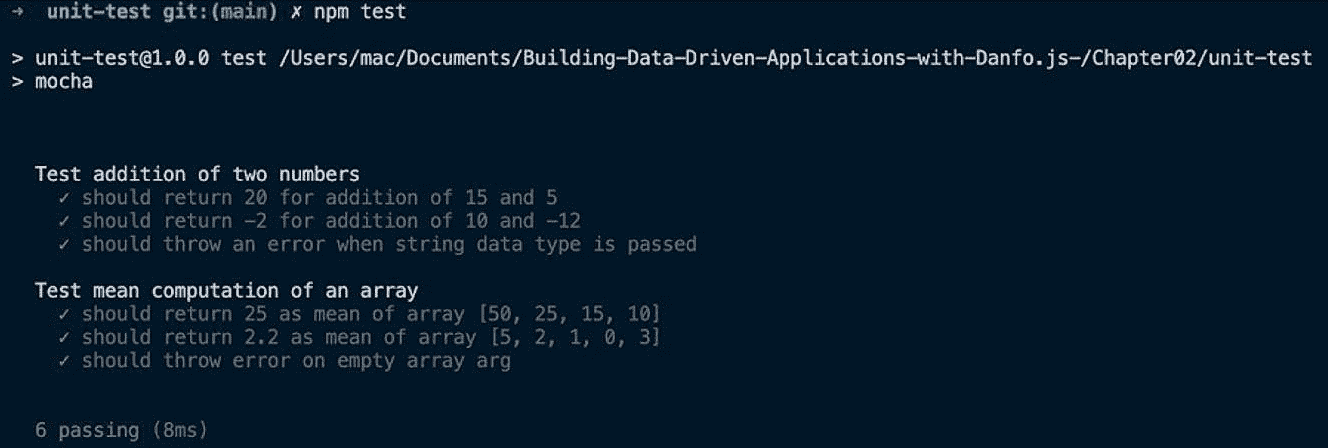 → unit-test git:(main) ✗ npm test
> unit-test@1.0.0 test /Users/mac/Documents/Building-Data-Driven-Applications-with-Danfo.js-/Chapter02/unit-test
> mocha
Test addition of two numbers
✓ should return 20 for addition of 15 and 5
✓ should return -2 for addition of 10 and -12
✓ should throw an error when string data type is passed
Test mean computation of an array
✓ should return 25 as mean of array [50, 25, 15, 10]
✓ should return 2.2 as mean of array [5, 2, 1, 0, 3]
✓ should throw error on empty array arg
6 passing (8ms)